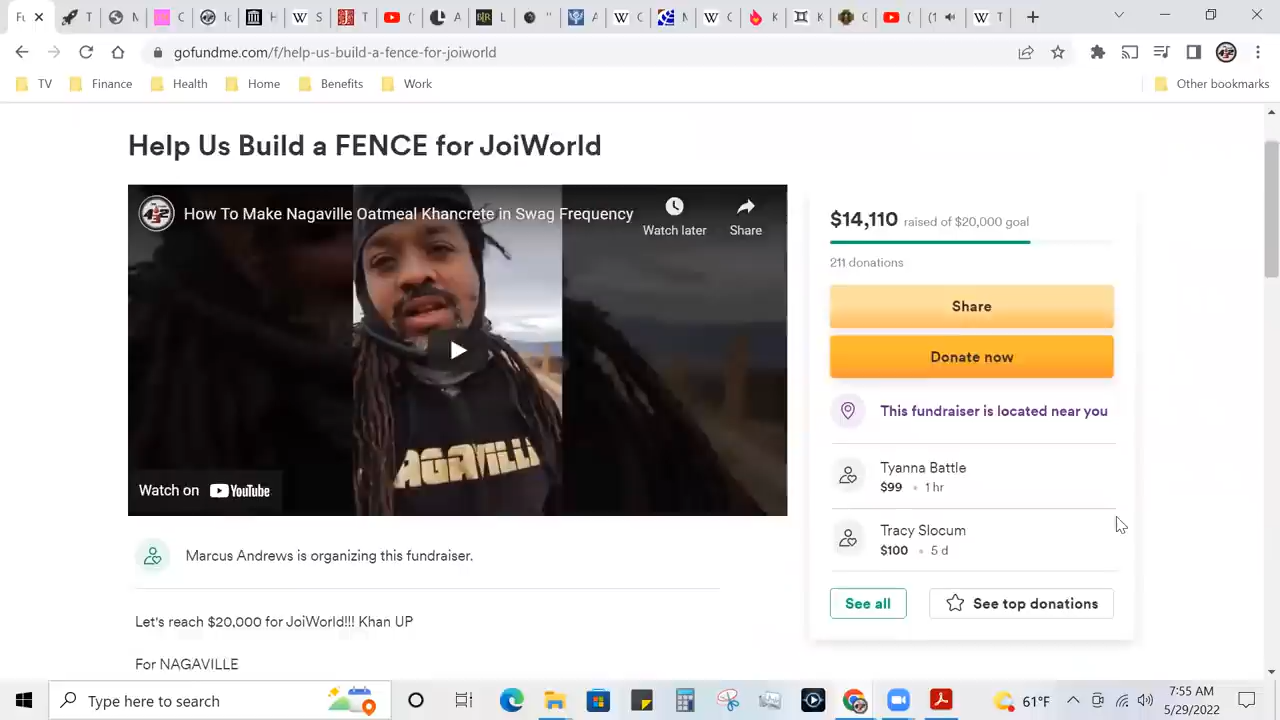 Fu
N
H
S
T
(
A
BR L
"
A
C
N
C
K
N
C
(
(1
T
gofundme.com/f/help-us-build-a-fence-for-joiworld
TV Finance Health Home Benefits Work Other bookmarks
Help Us Build a FENCE for JoiWorld
How To Make Nagaville Oatmeal Khancrete in Swag Frequency
Watch later
Share
AGAVILL
Watch on YouTube
$14,110 raised of $20,000 goal
211 donations
Share
Donate now
This fundraiser is located near you
Tyanna Battle
$99 • 1 hr
Tracy Slocum
$100 • 5 d
See all
See top donations
Marcus Andrews is organizing this fundraiser.
Let's reach $20,000 for JoiWorld!!! Khan UP
For NAGAVILLE
Type here to search
61°F
7:55 AM
5/29/2022